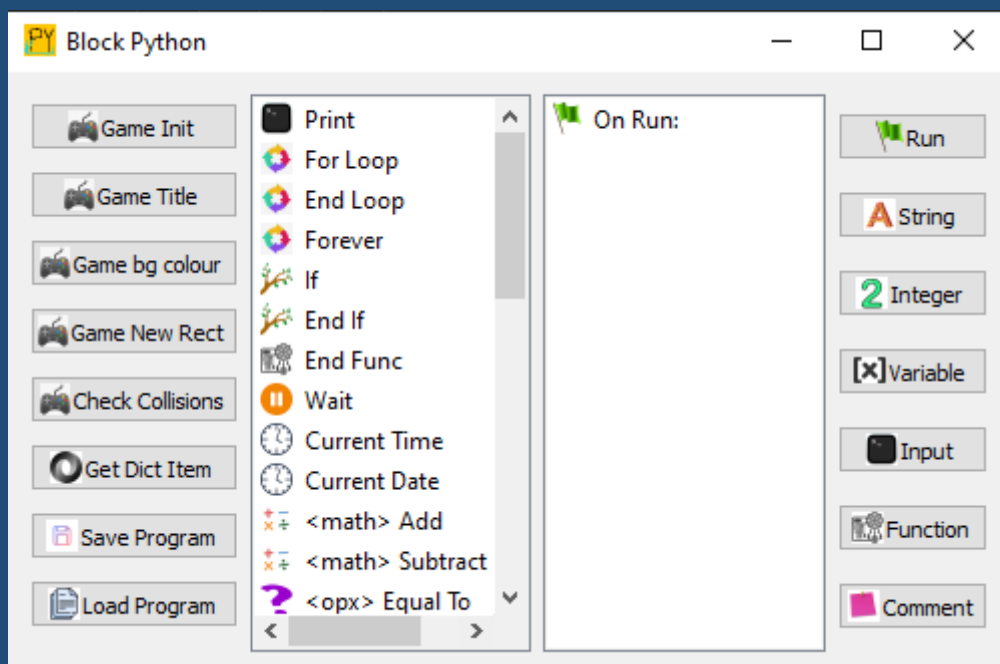 PY Block Python
Game Init
Game Title
Game bg colour
Game New Rect
Check Collisions
Get Dict Item
Save Program
Load Program
Print
For Loop
End Loop
Forever
If
End If
End Func
Wait
Current Time
Current Date
<math> Add
<math> Subtract
<opx> Equal To
On Run:
Run
A String
2 Integer
[x] Variable
Input
Function
Comment